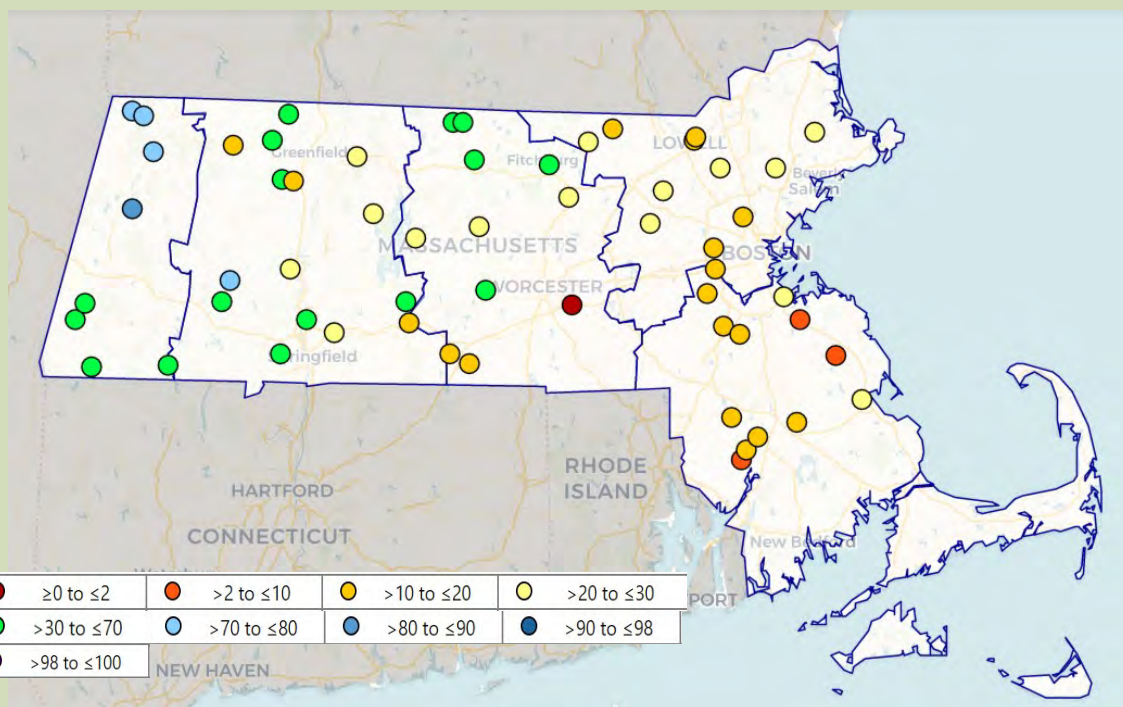 LOWELL
Greenfield
Fitchburg
Beverly
Salem
MASSACHUSETTS
BOSTON
WORCESTER
Springfield
RHODE
ISLAND
HARTFORD
CONNECTICUT
New Bedford
≥0 to ≤2 >2 to ≤10 >10 to ≤20 >20 to ≤30
PORT
>30 to ≤70 >70 to ≤80 >80 to ≤90 >90 to ≤98
>98 to ≤100
NEW HAVEN